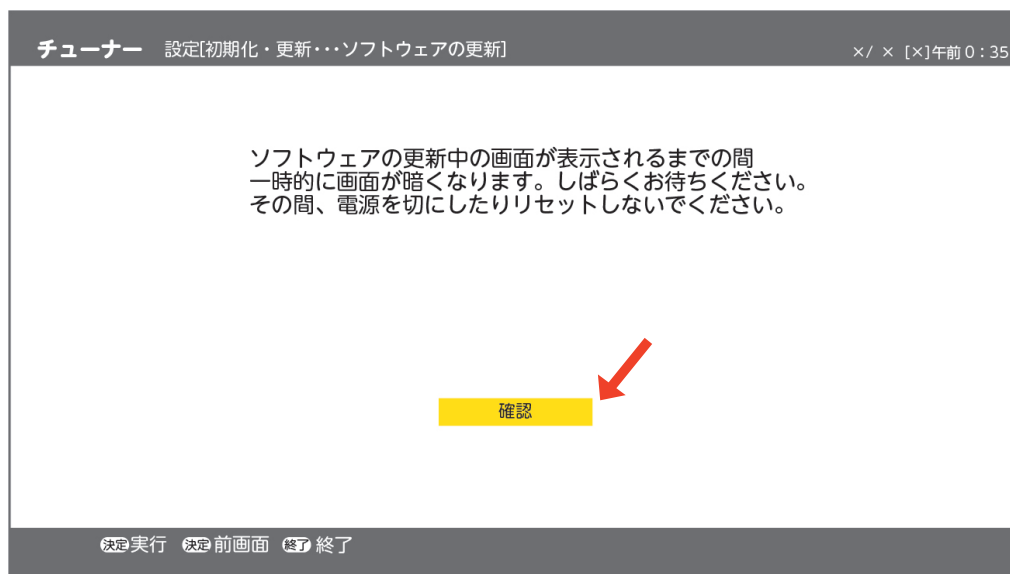 チューナー 設定[初期化・更新・・・ソフトウェアの更新] ×/ × [×]午前0：35
ソフトウェアの更新中の画面が表示されるまでの間
一時的に画面が暗くなります。しばらくお待ちください。
その間、電源を切にしたりリセットしないでください。
確認
決定 実行 決定 前画面 終了 終了